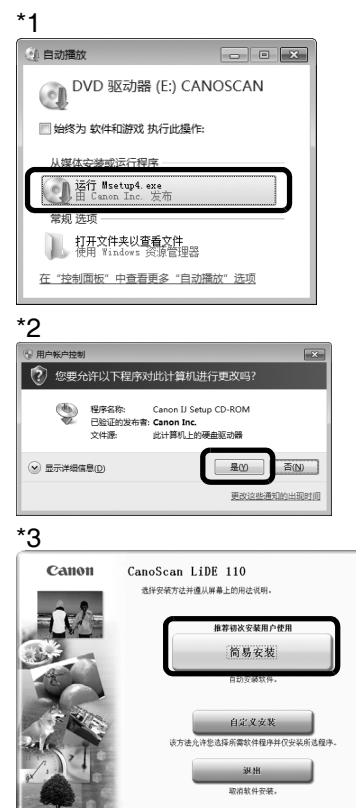 *1
自动播放
DVD 驱动器 (E:) CANOSCAN
始终为 软件和游戏 执行此操作:
从媒体安装或运行程序
运行 Msetup4.exe
由 Canon Inc. 发布
常规 选项
打开文件夹以查看文件
使用 Windows 资源管理器
在“控制面板”中查看更多“自动播放”选项
*2
用户帐户控制
您要允许以下程序对此计算机进行更改吗?
程序名称: Canon IJ Setup CD-ROM
已验证的发布者: Canon Inc.
文件源: 此计算机上的硬盘驱动器
显示详细信息(D)
是(Y)
否(N)
更改这些通知的出现时间
*3
Canon
CanoScan LiDE 110
选择安装方法并遵从屏幕上的用法说明。
推荐初次安装用户使用
简易安装
自动安装软件。
自定义安装
该方法允许您选择所需软件程序并仅安装所选程序。
退出
取消软件安装。